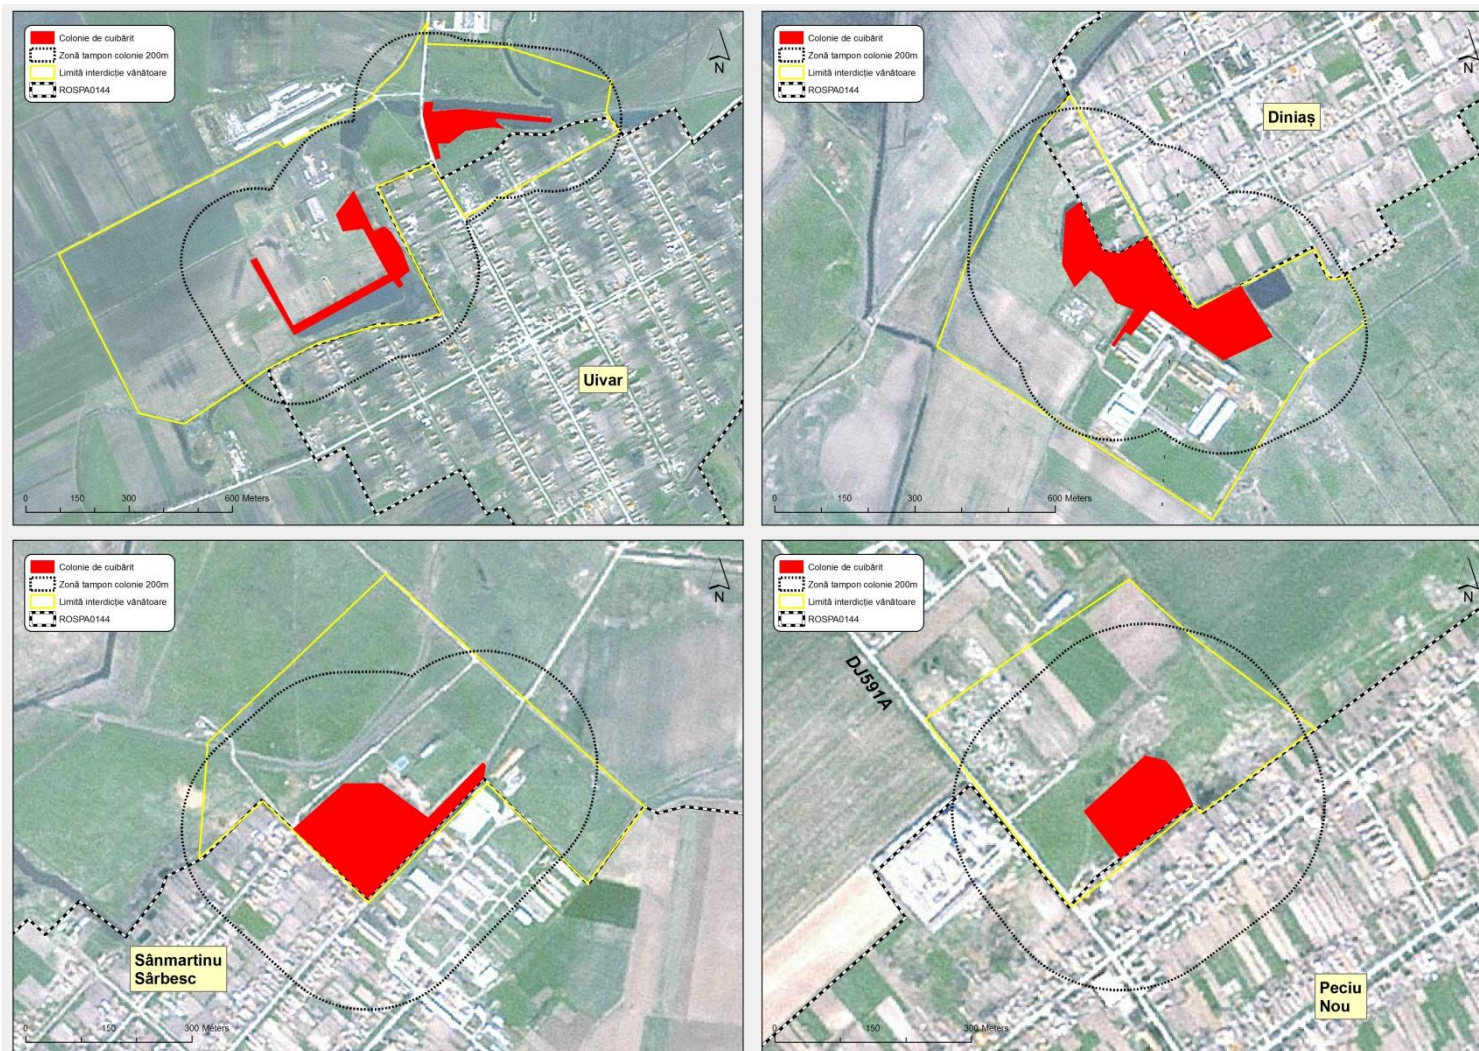 Colonie de cuibărit
Zonă tampon colonie 200m
Limită interdicție vânătoare
ROSPA0144
N
Uivar
0 150 300 600 Meters
Colonie de cuibărit
Zonă tampon colonie 200m
Limită interdicție vânătoare
ROSPA0144
N
Diniaș
0 150 300 600 Meters
Colonie de cuibărit
Zonă tampon colonie 200m
Limită interdicție vânătoare
ROSPA0144
N
Sânmartinu
Sârbesc
0 150 300 Meters
Colonie de cuibărit
Zonă tampon colonie 200m
Limită interdicție vânătoare
ROSPA0144
N
DJ591A
Peciu
Nou
0 150 300 Meters